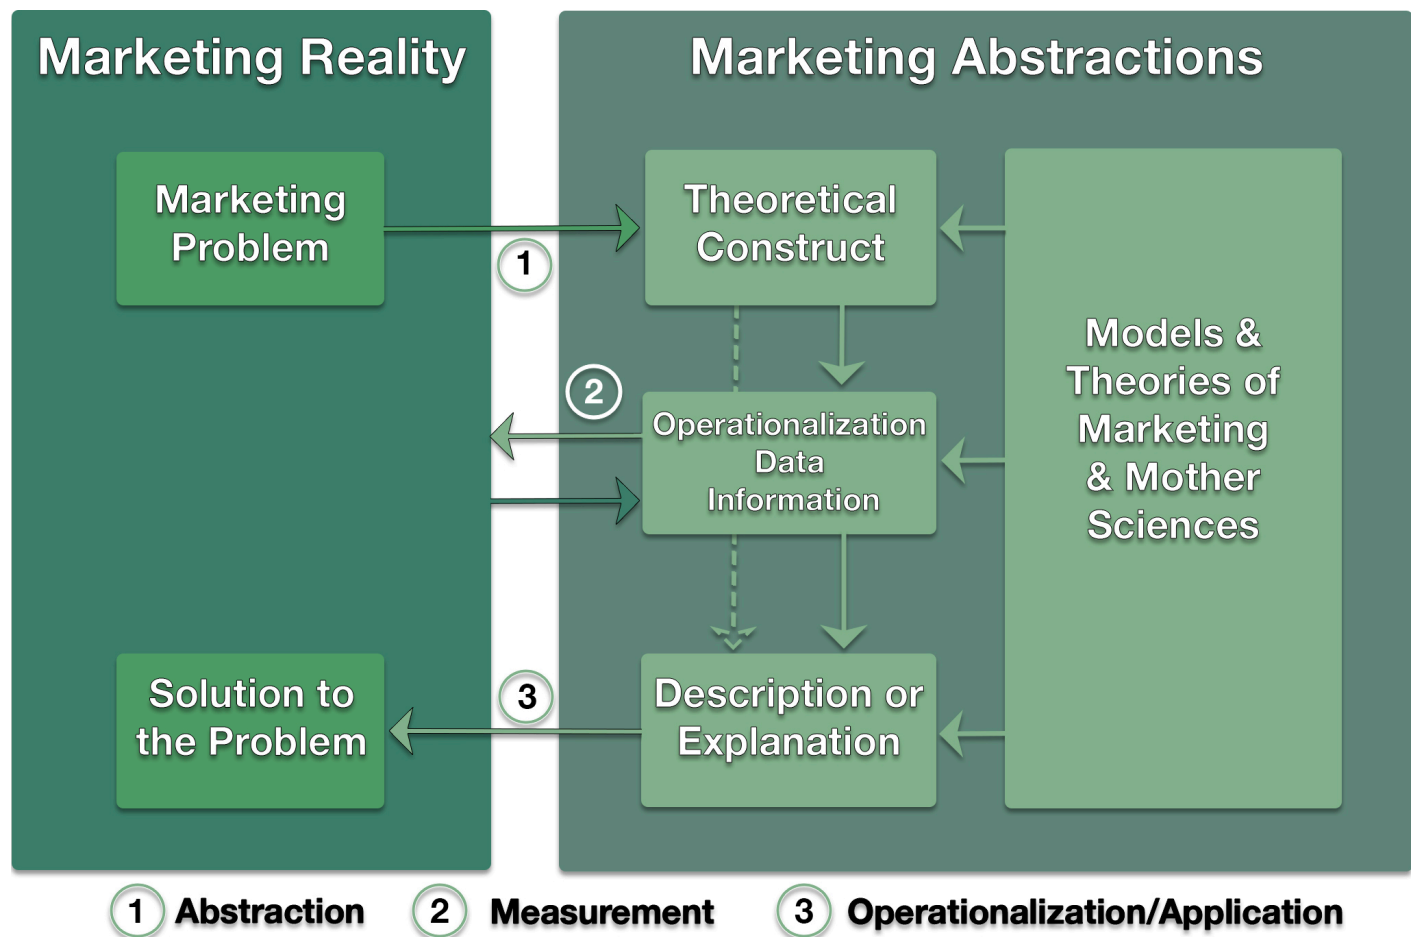 Marketing Reality
Marketing Abstractions
Marketing
Problem
1
Theoretical
Construct
2
Operationalization
Data
Information
Models &
Theories of
Marketing
& Mother
Sciences
Solution to
the Problem
3
Description or
Explanation
1 Abstraction
2 Measurement
3 Operationalization/Application